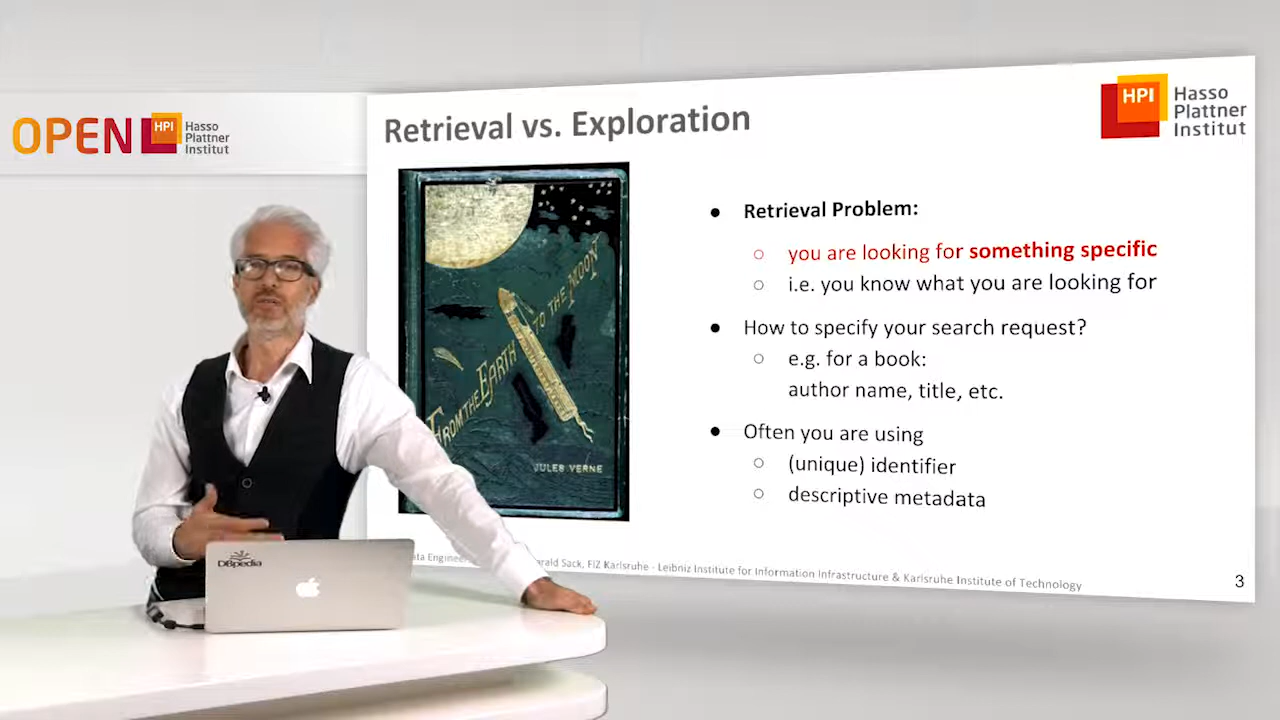 OPEN HPI Hasso
Plattner
Institut
Retrieval vs. Exploration
HPI Hasso
Plattner
Institut
FROM THE EARTH TO THE MOON
JULES VERNE
● Retrieval Problem:
○ you are looking for something specific
○ i.e. you know what you are looking for
● How to specify your search request?
○ e.g. for a book:
author name, title, etc.
● Often you are using
○ (unique) identifier
○ descriptive metadata
Sack, FIZ Karlsruhe - Leibniz Institute for Information Infrastructure & Karlsruhe Institute of Technology
3
DBpedia